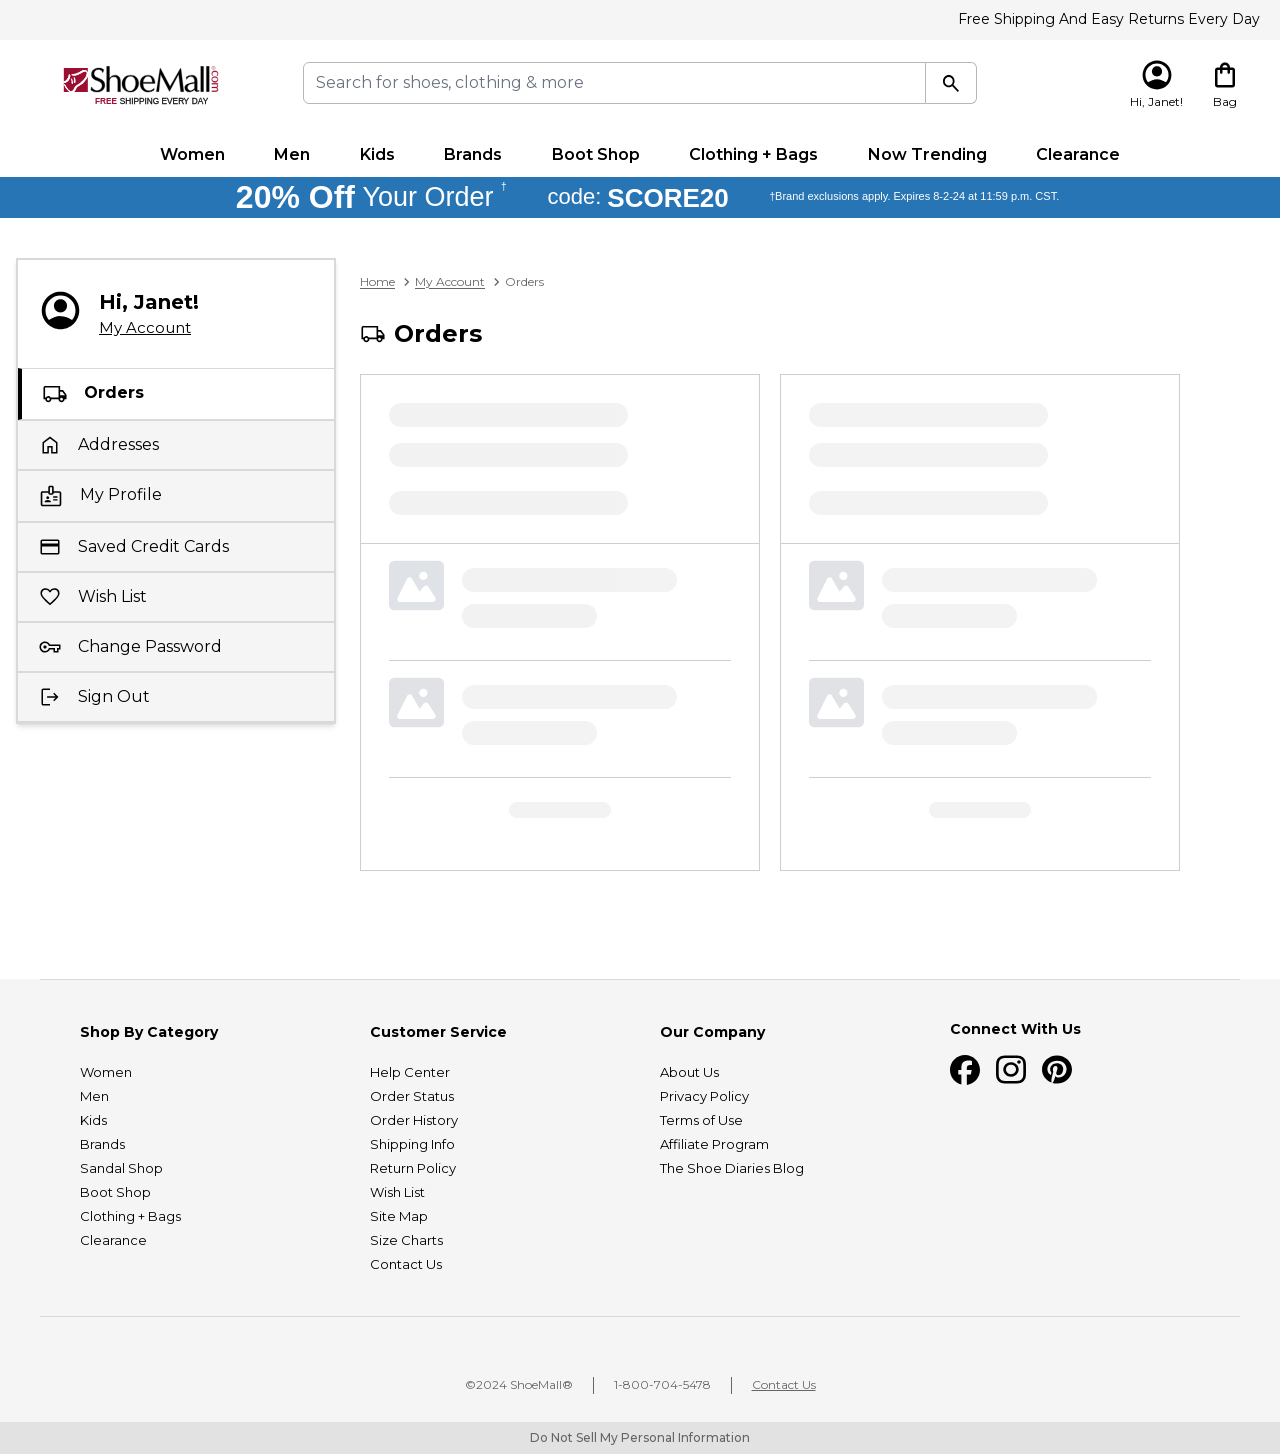 Free Shipping And Easy Returns Every Day
ShoeMall®.com
FREE SHIPPING EVERY DAY
Search for shoes, clothing & more
Hi, Janet!
Bag
Women Men Kids Brands Boot Shop Clothing + Bags Now Trending Clearance
20% Off Your Order † code: SCORE20 †Brand exclusions apply. Expires 8-2-24 at 11:59 p.m. CST.
Hi, Janet!
My Account
Orders
Addresses
My Profile
Saved Credit Cards
Wish List
Change Password
Sign Out
Home > My Account > Orders
Orders
Shop By Category
Women
Men
Kids
Brands
Sandal Shop
Boot Shop
Clothing + Bags
Clearance
Customer Service
Help Center
Order Status
Order History
Shipping Info
Return Policy
Wish List
Site Map
Size Charts
Contact Us
Our Company
About Us
Privacy Policy
Terms of Use
Affiliate Program
The Shoe Diaries Blog
Connect With Us
©2024 ShoeMall® 1-800-704-5478 Contact Us
Do Not Sell My Personal Information